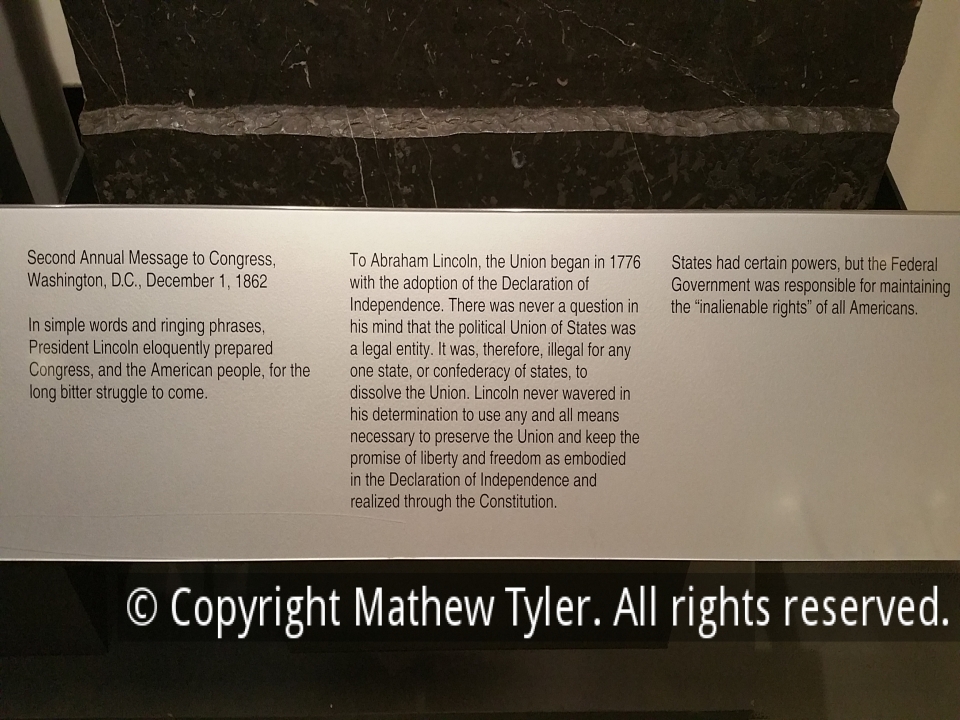 Second Annual Message to Congress,
Washington, D.C., December 1, 1862
In simple words and ringing phrases,
President Lincoln eloquently prepared
Congress, and the American people, for the
long bitter struggle to come.
To Abraham Lincoln, the Union began in 1776
with the adoption of the Declaration of
Independence. There was never a question in
his mind that the political Union of States was
a legal entity. It was, therefore, illegal for any
one state, or confederacy of states, to
dissolve the Union. Lincoln never wavered in
his determination to use any and all means
necessary to preserve the Union and keep the
promise of liberty and freedom as embodied
in the Declaration of Independence and
realized through the Constitution.
States had certain powers, but the Federal
Government was responsible for maintaining
the “inalienable rights” of all Americans.
© Copyright Mathew Tyler. All rights reserved.